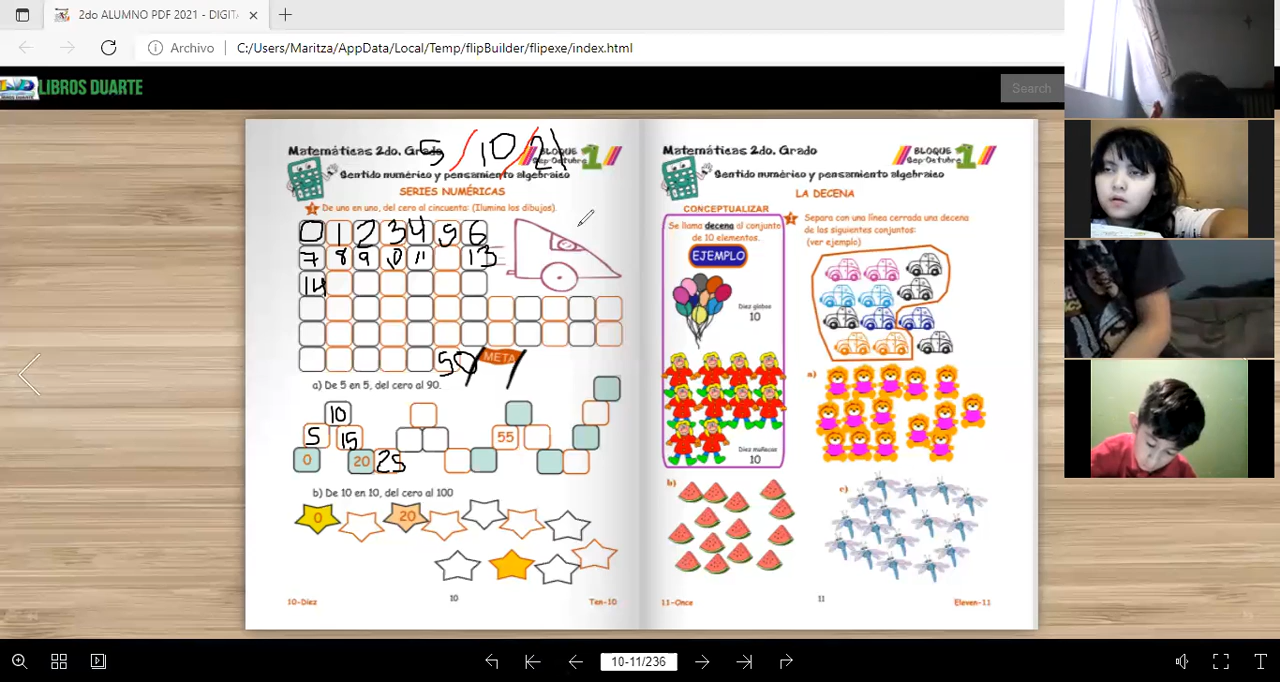 2do ALUMNO PDF 2021 - DIGITA
Archivo
C:/Users/Maritza/AppData/Local/Temp/flipBuilder/flipexe/index.html
LIBROS DUARTE
Search
5/10/21
Matemáticas 2do. Grado
BLOQUE 1
Sep-Octubre
Sentido numérico y pensamiento algebraico
SERIES NUMÉRICAS
1 De uno en uno, del cero al cincuenta: (Ilumina los dibujos).
0 1 2 3 4 5 6
7 8 9 10 11 13
14
50 META
a) De 5 en 5, del cero al 90.
10
5 15 55
0 20 25
b) De 10 en 10, del cero al 100
0 20
10-Diez
10
Ten-10
Matemáticas 2do. Grado
BLOQUE 1
Sep-Octubre
Sentido numérico y pensamiento algebraico
LA DECENA
CONCEPTUALIZAR
Se llama decena al conjunto
de 10 elementos.
EJEMPLO
Diez globos
10
Diez muñecas
10
Separa con una línea cerrada una decena
de los siguientes conjuntos:
(ver ejemplo)
a)
b)
c)
11-Once
11
Eleven-11
10-11/236